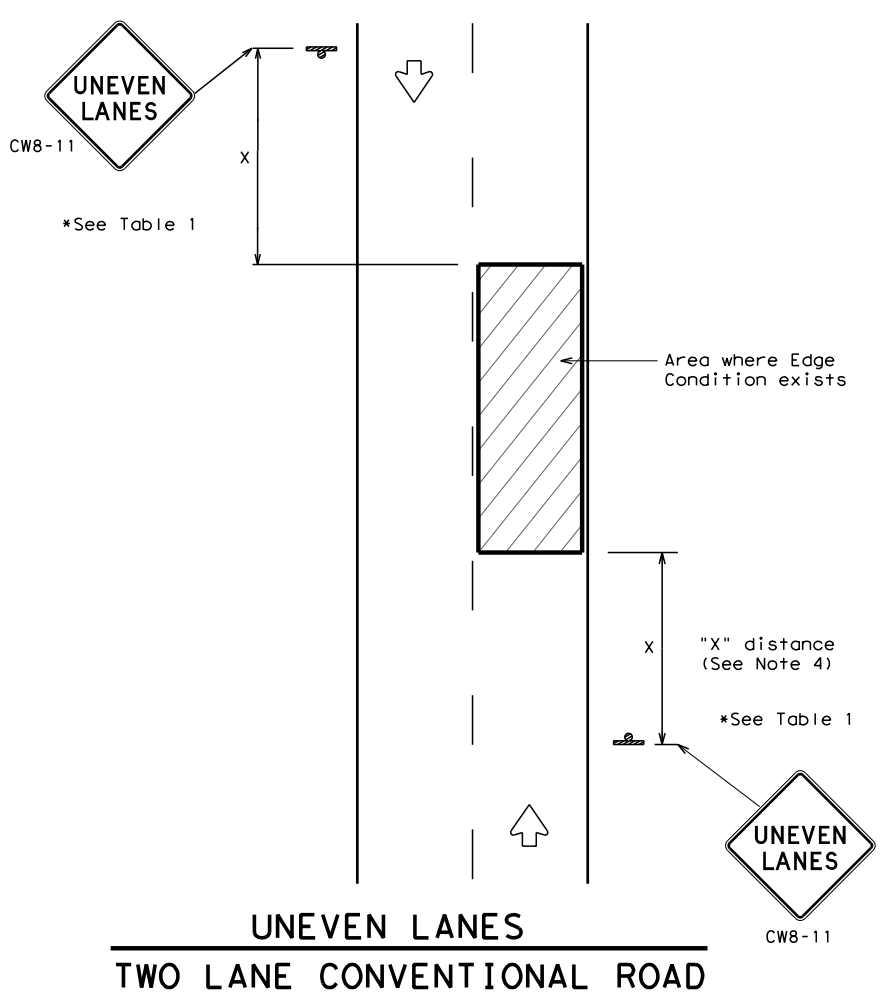 UNEVEN
LANES
CW8-11
X
*See Table 1
Area where Edge
Condition exists
X
"X" distance
(See Note 4)
*See Table 1
UNEVEN
LANES
CW8-11
UNEVEN LANES
TWO LANE CONVENTIONAL ROAD